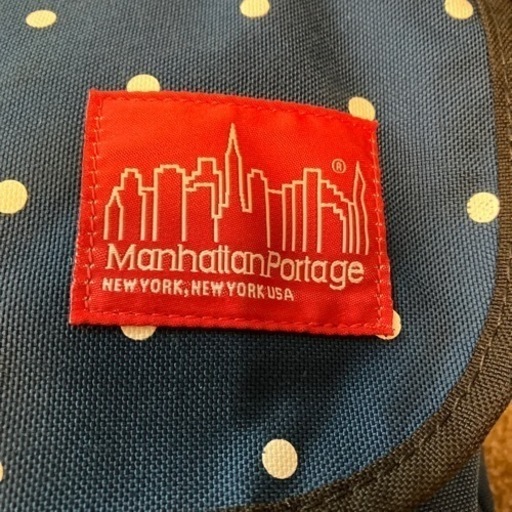 ®
ManhattanPortage
NEW YORK, NEW YORK USA